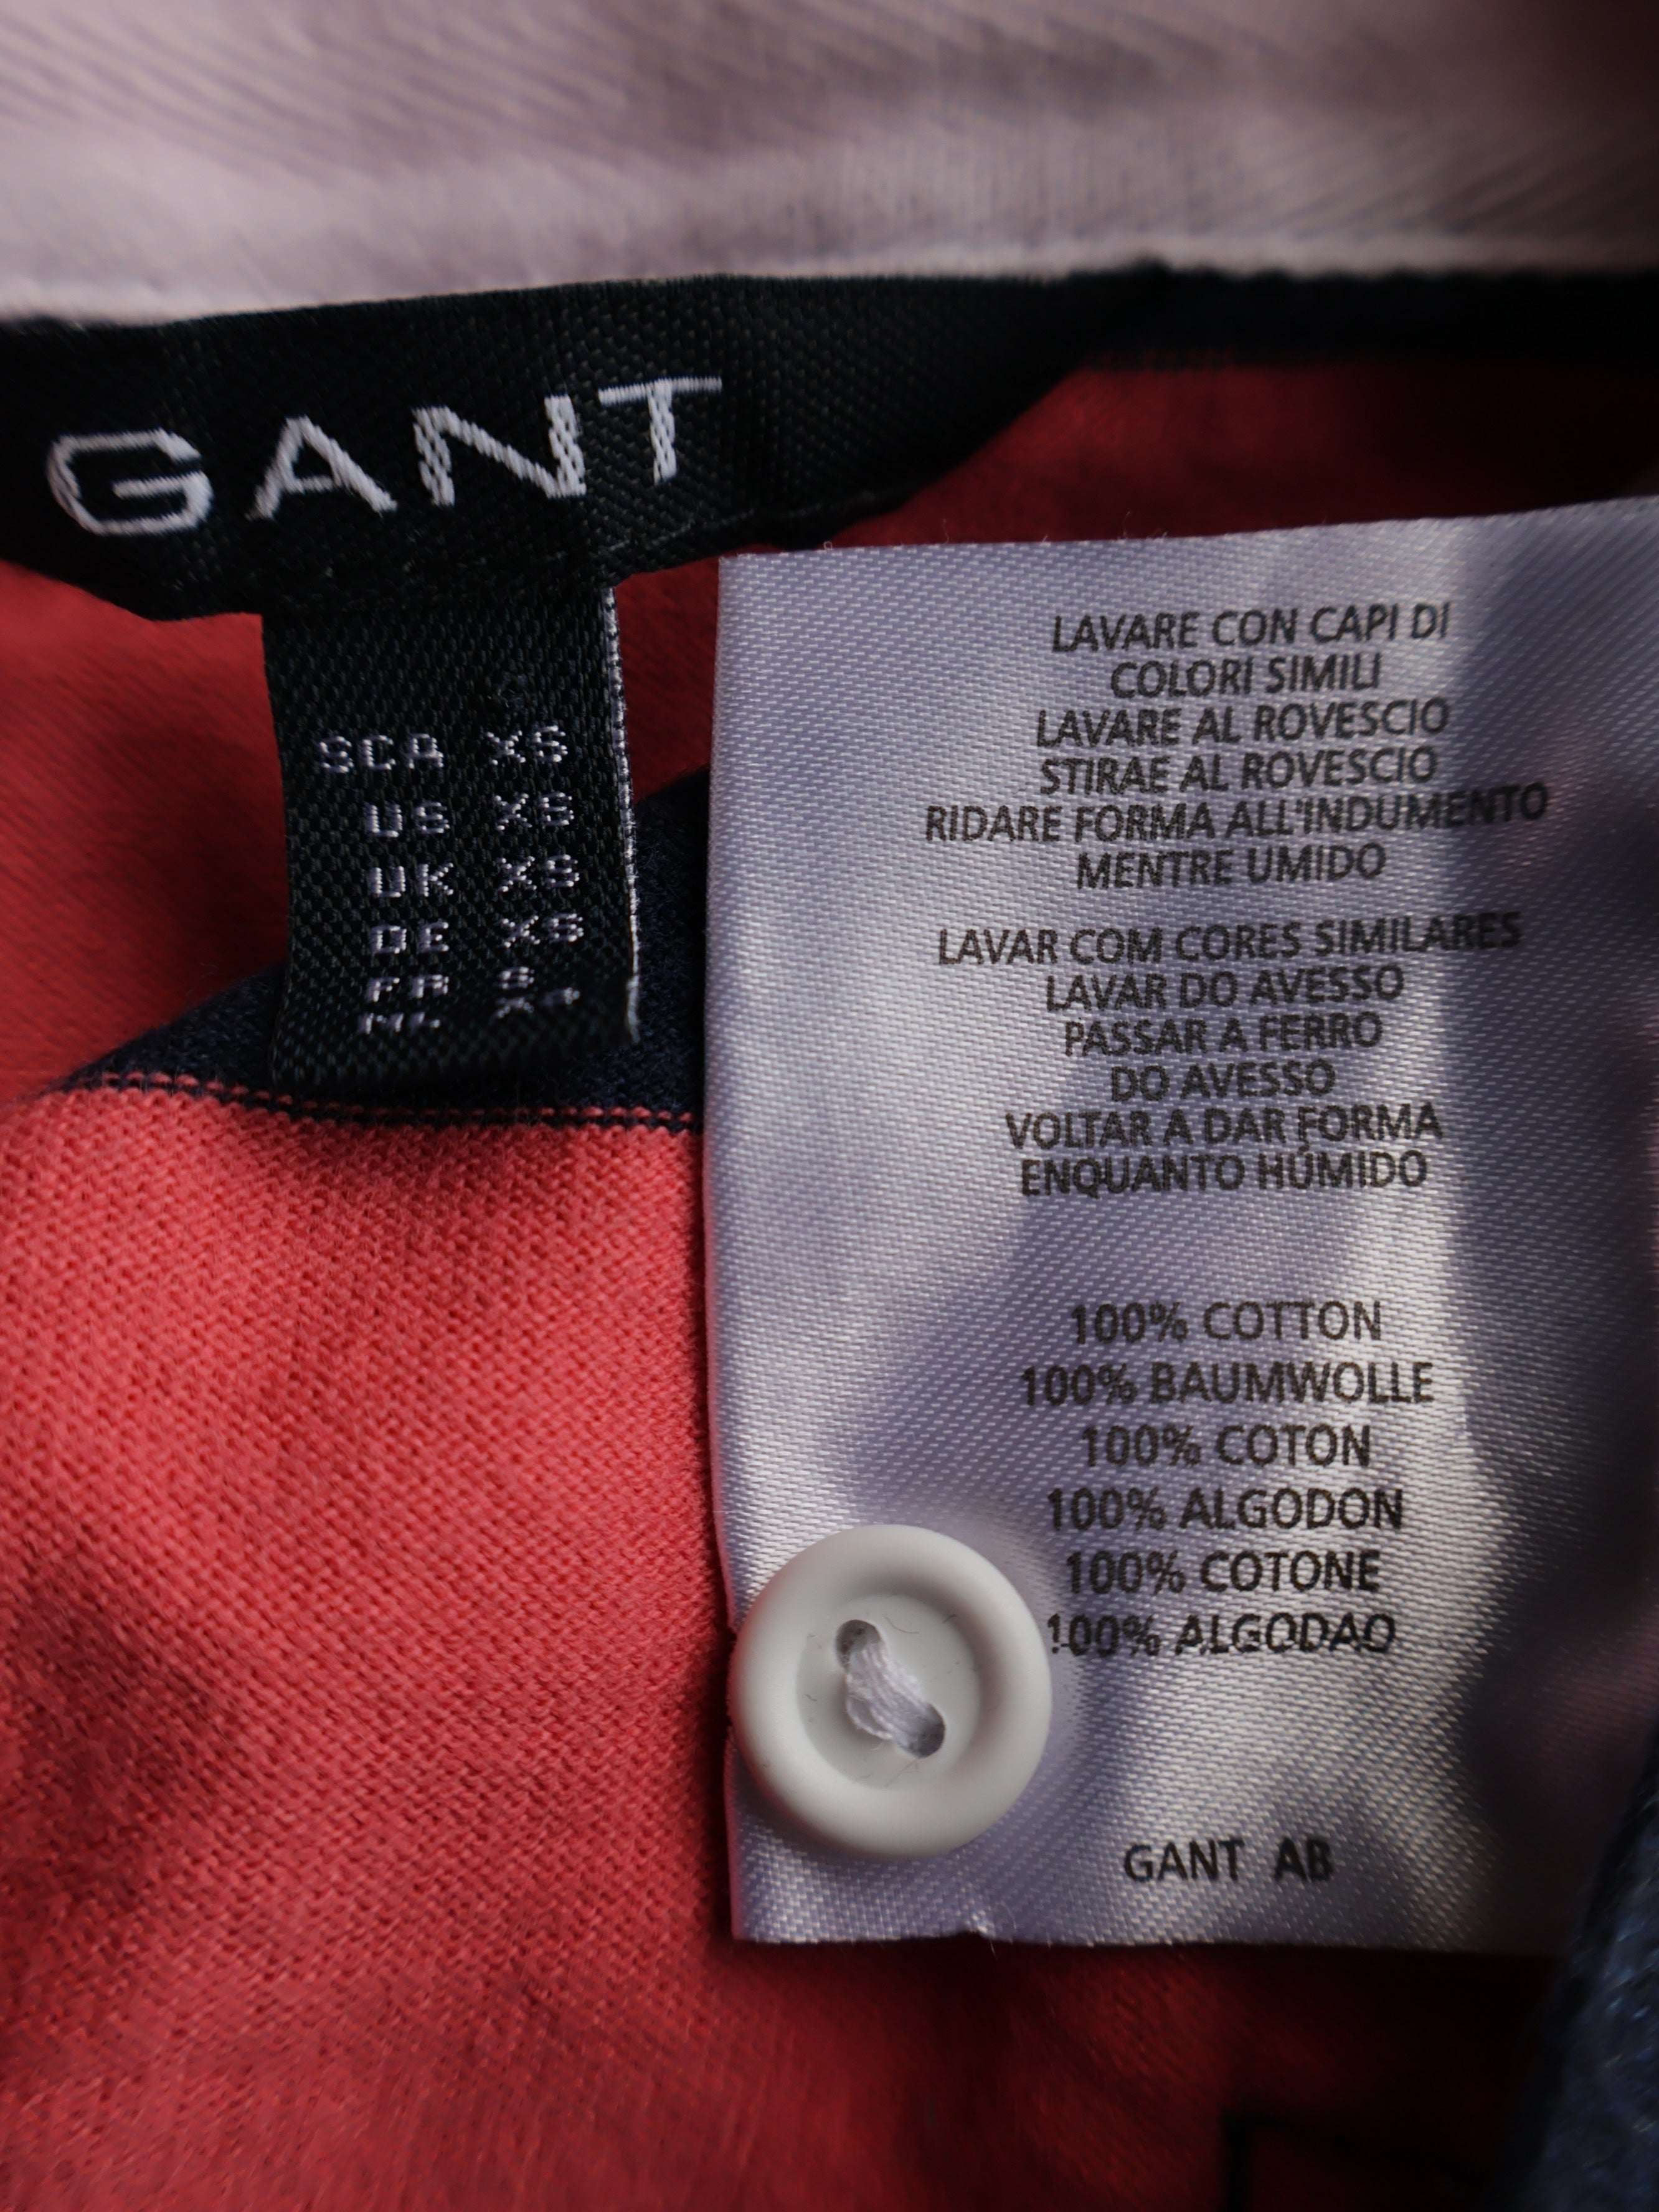 GANT
SCA XS
US XS
UK XS
DE XS
FR S
LAVARE CON CAPI DI
COLORI SIMILI
LAVARE AL ROVESCIO
STIRAE AL ROVESCIO
RIDARE FORMA ALL'INDUMENTO
MENTRE UMIDO
LAVAR COM CORES SIMILARES
LAVAR DO AVESSO
PASSAR A FERRO
DO AVESSO
VOLTAR A DAR FORMA
ENQUANTO HÚMIDO
100% COTTON
100% BAUMWOLLE
100% COTON
100% ALGODON
100% COTONE
100% ALGODAO
GANT AB